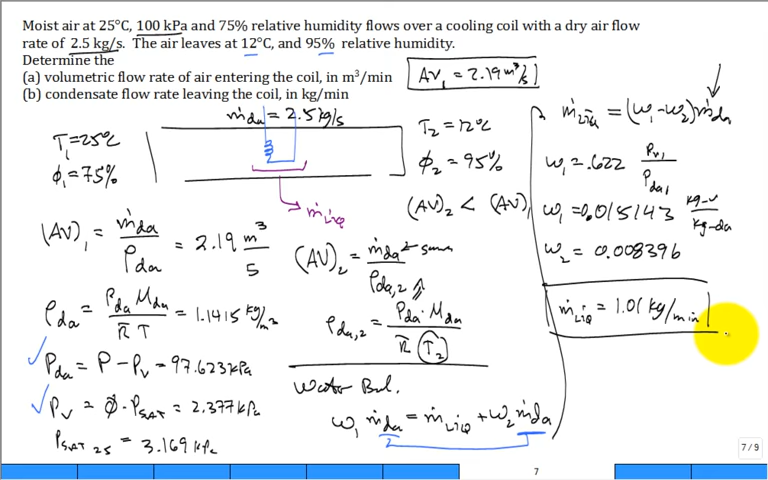 Moist air at 25°C, 100 kPa and 75% relative humidity flows over a cooling coil with a dry air flow
rate of 2.5 kg/s. The air leaves at 12°C, and 95% relative humidity.
Determine the
(a) volumetric flow rate of air entering the coil, in m³/min
(b) condensate flow rate leaving the coil, in kg/min
AV₁ = 2.19 m³/s
ṁda = 2.5 kg/s
T₁ = 25°C
ϕ₁ = 75%
T₂ = 12°C
ϕ₂ = 95%
ṁLIQ
(AV)₂ < (AV)₁
(AV)₁ = ṁda / ρda = 2.19 m³/s
ρda = Pda Mda / R̄ T = 1.1415 kg/m³
Pda = P − Pv = 97.623 kPa
Pv = ϕ · PSAT = 2.377 kPa
PSAT 25 = 3.169 kPa
(AV)₂ = ṁda / ρda,2
ρda,2 = Pda · Mda / R̄ T₂
Water Bal.
ω₁ ṁda = ṁLIQ + ω₂ ṁda
ṁLIQ = (ω₁ − ω₂) ṁda
ω₁ = .622 Pv₁ / Pda₁
ω₁ = 0.015143 kg-v / kg-da
ω₂ = 0.008396
ṁLIQ = 1.01 kg/min
7/9
7